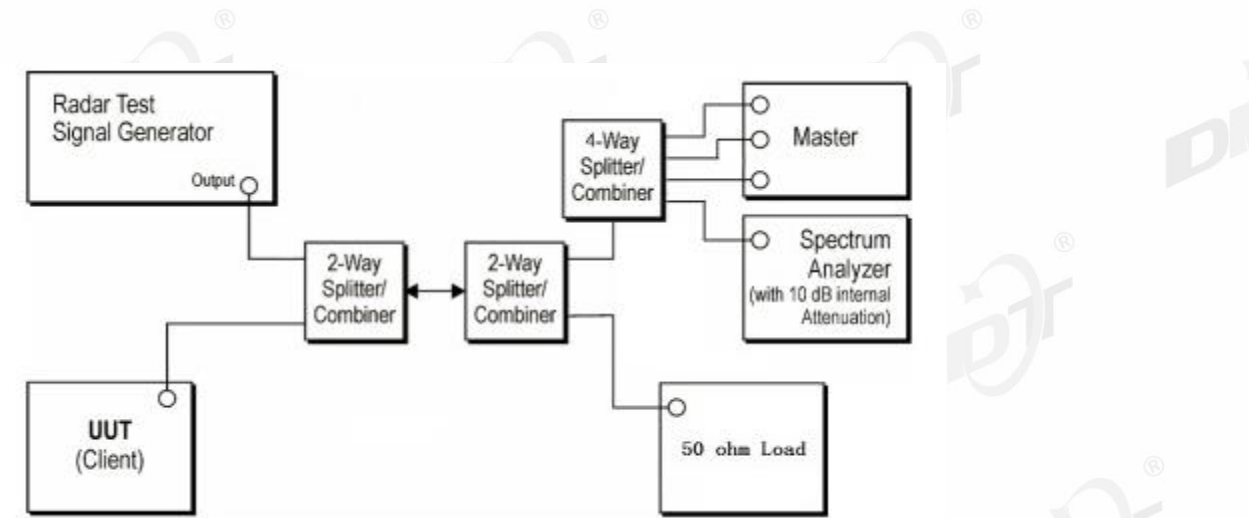 Radar Test
Signal Generator
Output
4-Way
Splitter/
Combiner
Master
2-Way
Splitter/
Combiner
2-Way
Splitter/
Combiner
Spectrum
Analyzer
(with 10 dB internal
Attenuation)
UUT
(Client)
50 ohm Load